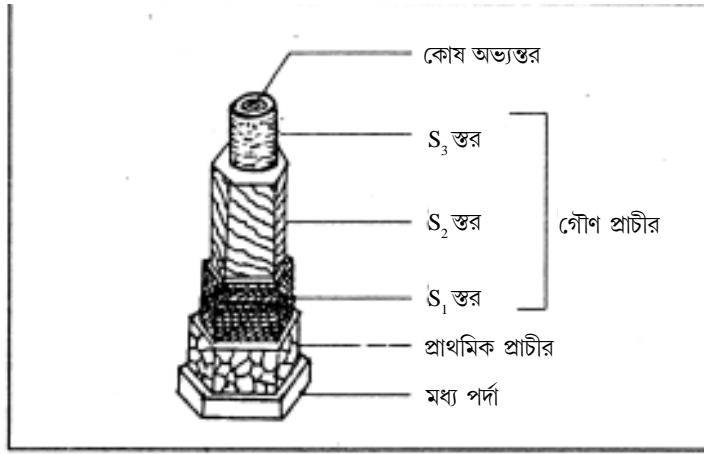 কোষ অভ্যন্তর
S₃ স্তর
S₂ স্তর
গৌণ প্রাচীর
S₁ স্তর
প্রাথমিক প্রাচীর
মধ্য পর্দা